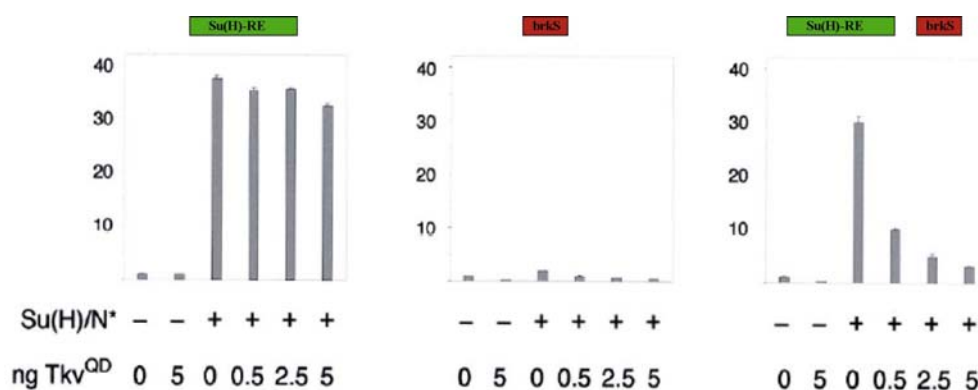 Su(H)-RE brkS Su(H)-RE brkS
40 40 40
30 30 30
20 20 20
10 10 10
Su(H)/N* – – + + + + – – + + + + – – + + + +
ng Tkv^QD 0 5 0 0.5 2.5 5 0 5 0 0.5 2.5 5 0 5 0 0.5 2.5 5